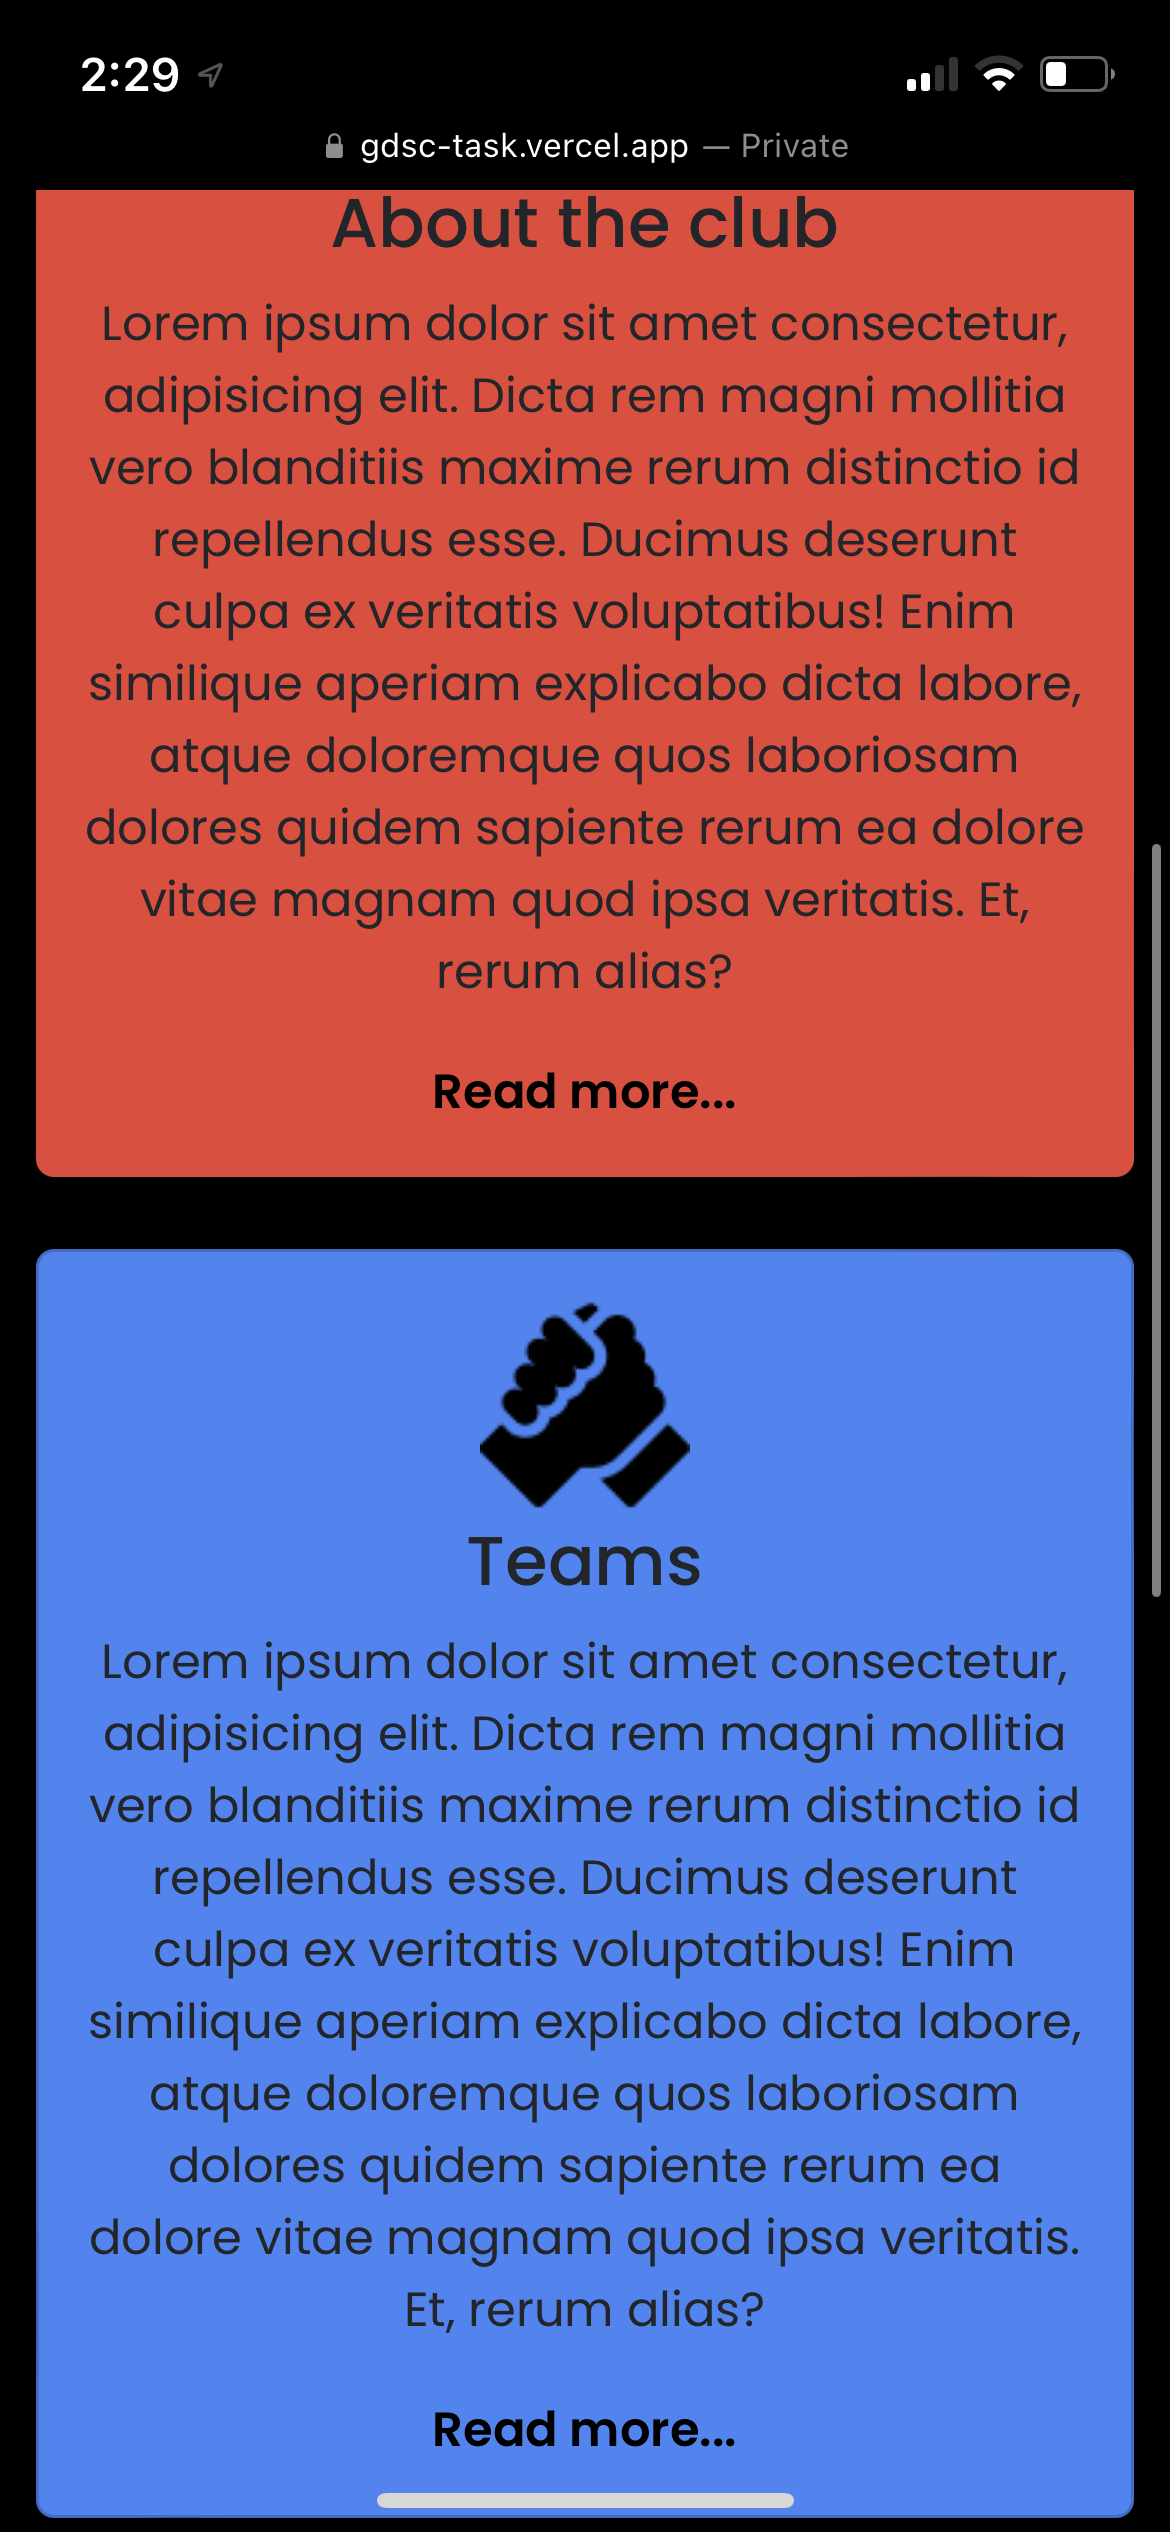 2:29
gdsc-task.vercel.app — Private
About the club
Lorem ipsum dolor sit amet consectetur,
adipisicing elit. Dicta rem magni mollitia
vero blanditiis maxime rerum distinctio id
repellendus esse. Ducimus deserunt
culpa ex veritatis voluptatibus! Enim
similique aperiam explicabo dicta labore,
atque doloremque quos laboriosam
dolores quidem sapiente rerum ea dolore
vitae magnam quod ipsa veritatis. Et,
rerum alias?
Read more...
Teams
Lorem ipsum dolor sit amet consectetur,
adipisicing elit. Dicta rem magni mollitia
vero blanditiis maxime rerum distinctio id
repellendus esse. Ducimus deserunt
culpa ex veritatis voluptatibus! Enim
similique aperiam explicabo dicta labore,
atque doloremque quos laboriosam
dolores quidem sapiente rerum ea
dolore vitae magnam quod ipsa veritatis.
Et, rerum alias?
Read more...